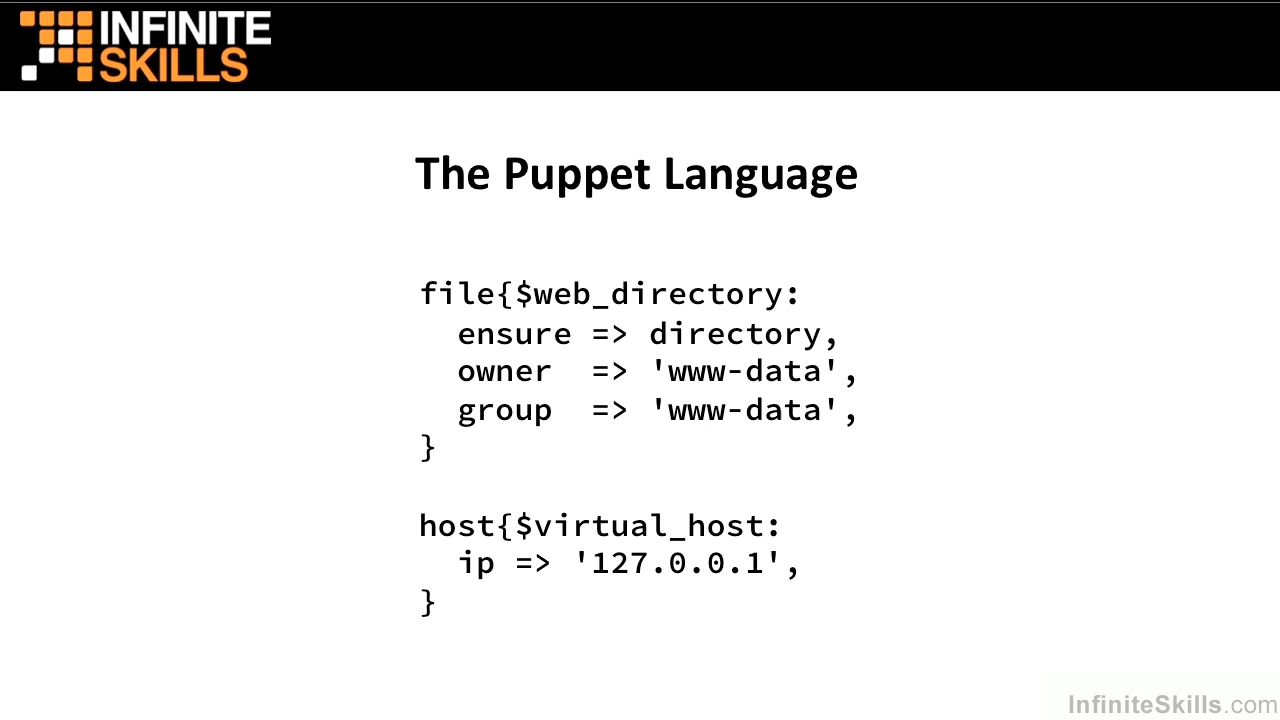 INFINITE
SKILLS
The Puppet Language
file{$web_directory:
  ensure => directory,
  owner  => 'www-data',
  group  => 'www-data',
}
host{$virtual_host:
  ip => '127.0.0.1',
}
InfiniteSkills.com